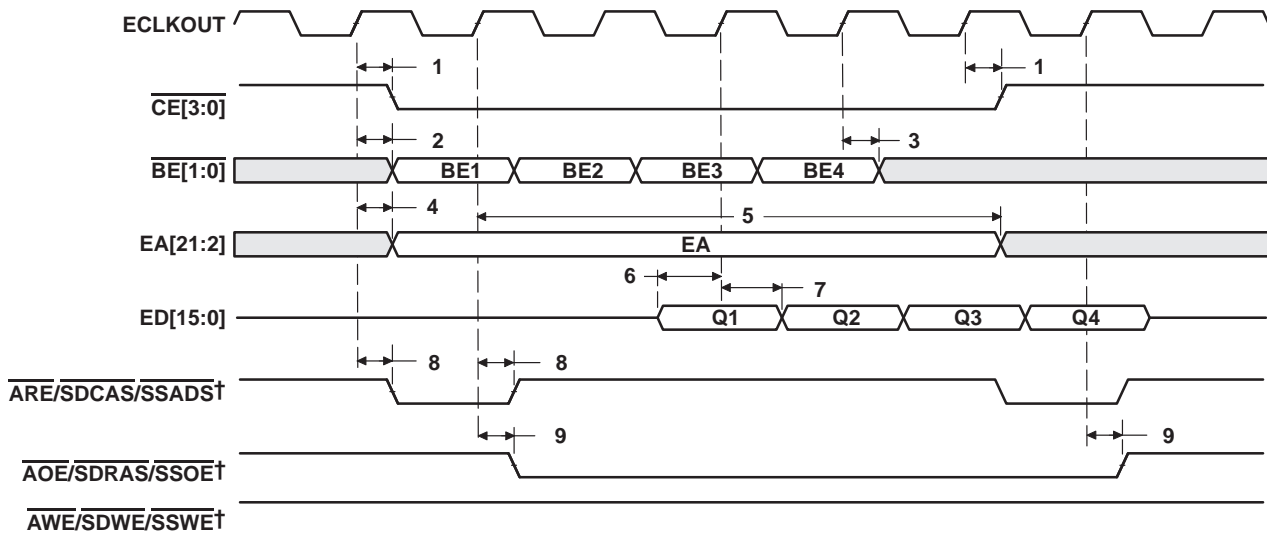 ECLKOUT
1 1
CE[3:0]
2 3
BE[1:0] BE1 BE2 BE3 BE4
4 5
EA[21:2] EA
6 7
ED[15:0] Q1 Q2 Q3 Q4
8 8
ARE/SDCAS/SSADS†
9 9
AOE/SDRAS/SSOE†
AWE/SDWE/SSWE†